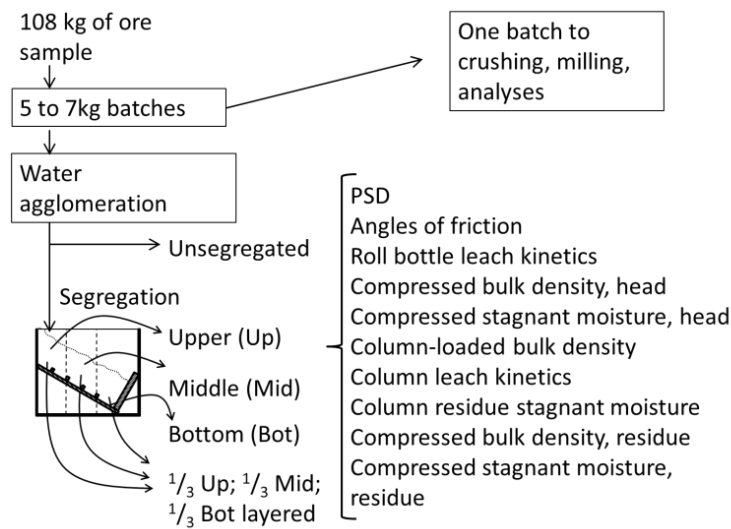 108 kg of ore
sample
5 to 7kg batches
One batch to
crushing, milling,
analyses
Water
agglomeration
Unsegregated
Segregation
Upper (Up)
Middle (Mid)
Bottom (Bot)
1/3 Up; 1/3 Mid;
1/3 Bot layered
PSD
Angles of friction
Roll bottle leach kinetics
Compressed bulk density, head
Compressed stagnant moisture, head
Column-loaded bulk density
Column leach kinetics
Column residue stagnant moisture
Compressed bulk density, residue
Compressed stagnant moisture,
residue